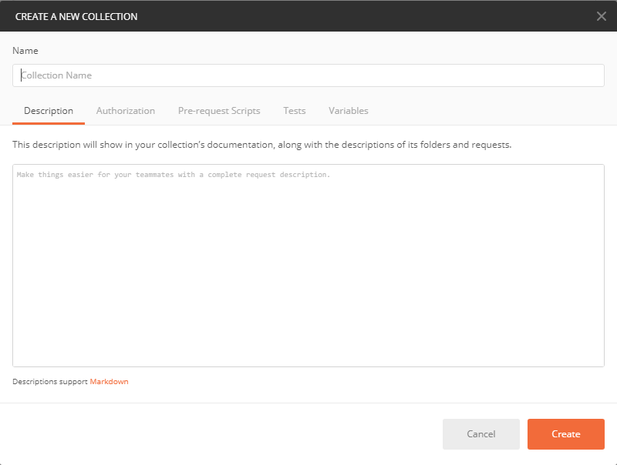 CREATE A NEW COLLECTION
Name
Collection Name
Description Authorization Pre-request Scripts Tests Variables
This description will show in your collection's documentation, along with the descriptions of its folders and requests.
Make things easier for your teammates with a complete request description.
Descriptions support Markdown
Cancel Create